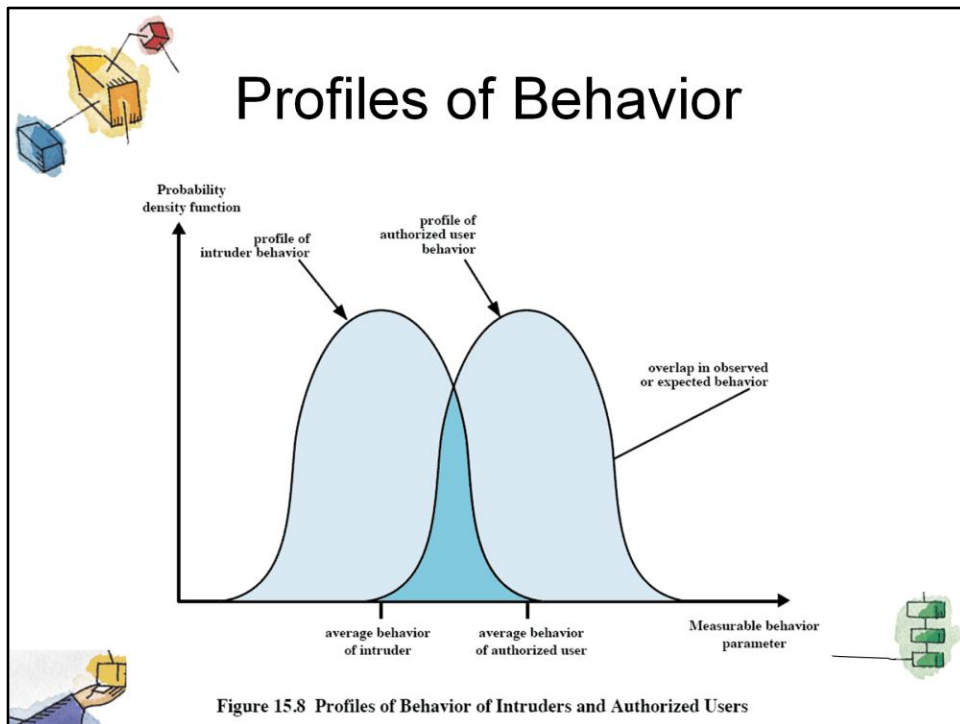 Profiles of Behavior
Probability
density function
profile of
intruder behavior
profile of
authorized user
behavior
overlap in observed
or expected behavior
average behavior
of intruder
average behavior
of authorized user
Measurable behavior
parameter
Figure 15.8 Profiles of Behavior of Intruders and Authorized Users